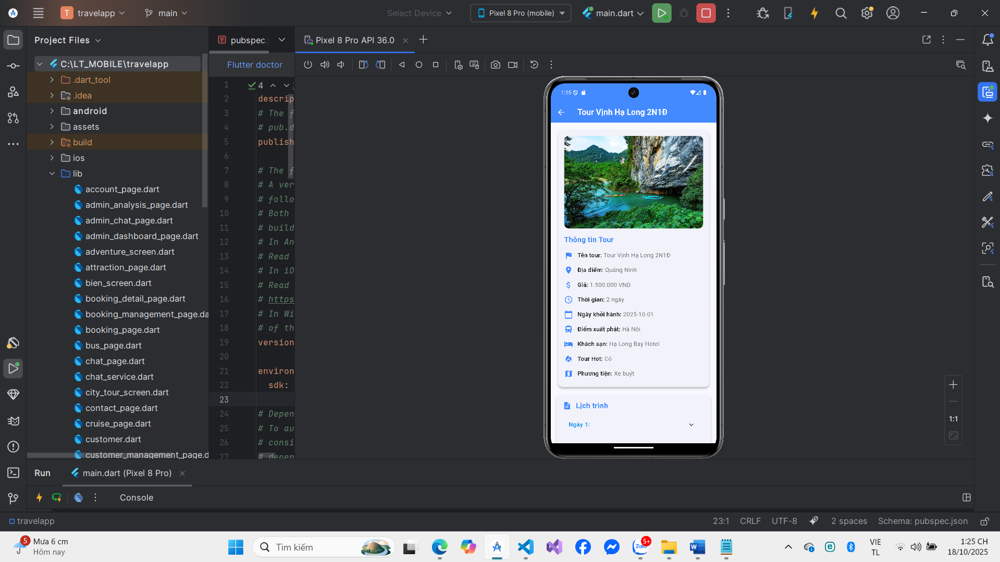 T travelapp
main
Select Device
Pixel 8 Pro (mobile)
main.dart
Project Files
pubspec.
Pixel 8 Pro API 36.0
C:\LT_MOBILE\travelapp
.dart_tool
.idea
android
assets
build
ios
lib
account_page.dart
admin_analysis_page.dart
admin_chat_page.dart
admin_dashboard_page.dart
adventure_screen.dart
attraction_page.dart
bien_screen.dart
booking_detail_page.dart
booking_management_page.da
booking_page.dart
bus_page.dart
chat_page.dart
chat_service.dart
city_tour_screen.dart
contact_page.dart
cruise_page.dart
customer.dart
customer_management_page.d
Flutter doctor
1 4
2 descrip
3 # The f
4 # pub.d
5 publish
6
7 # The f
8 # A ver
9 # follo
10 # Both
11 # build
12 # In An
13 # Read
14 # In iO
15 # Read
16 # https
17 # In Wi
18 # of th
19 version
20
21 environ
22 sdk:
23
24 # Depen
25 # To au
26 # consi
27 # depen
1:25
Tour Vịnh Hạ Long 2N1Đ
Thông tin Tour
Tên tour: Tour Vịnh Hạ Long 2N1Đ
Địa điểm: Quảng Ninh
Giá: 1.500.000 VND
Thời gian: 2 ngày
Ngày khởi hành: 2025-10-01
Điểm xuất phát: Hà Nội
Khách sạn: Hạ Long Bay Hotel
Tour Hot: Có
Phương tiện: Xe buýt
Lịch trình
Ngày 1:
1:1
Run
main.dart (Pixel 8 Pro)
Console
travelapp
23:1 CRLF UTF-8 2 spaces Schema: pubspec.json
5
Mưa 6 cm
Hôm nay
Tìm kiếm
Zalo
5+
VIE
TL
1:25 CH
18/10/2025